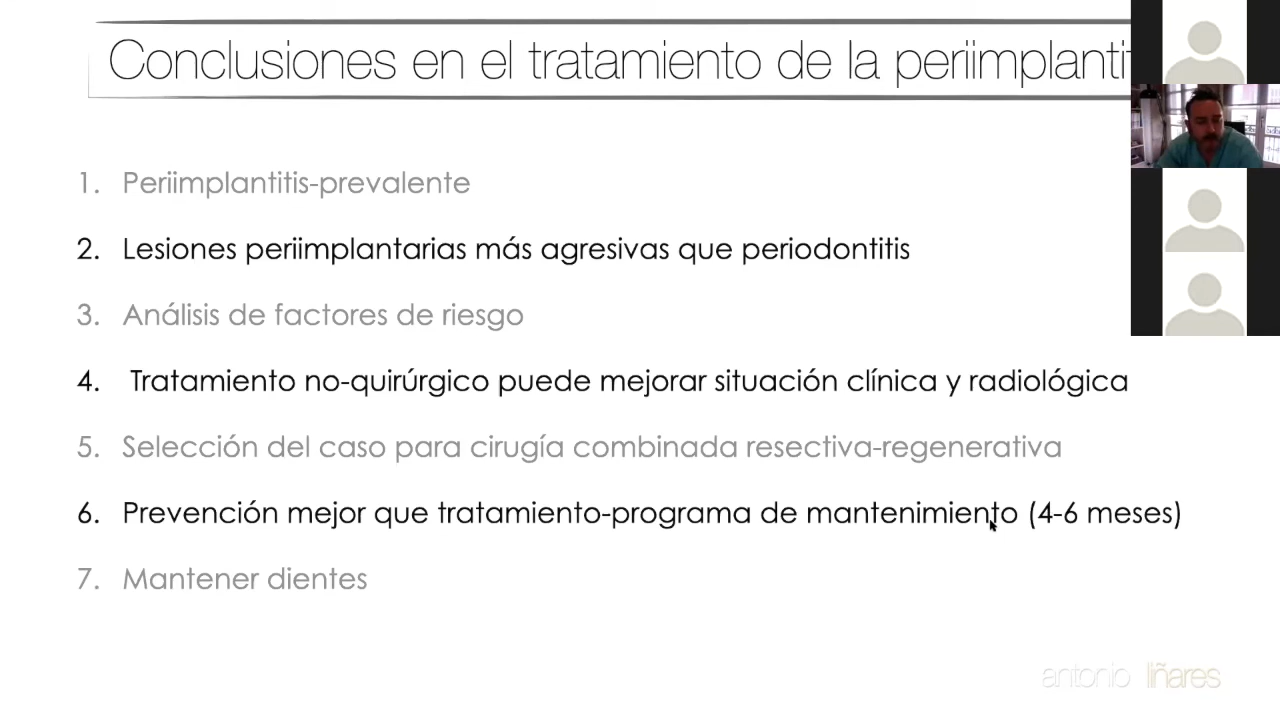 Conclusiones en el tratamiento de la periimplantit
1. Periimplantitis-prevalente
2. Lesiones periimplantarias más agresivas que periodontitis
3. Análisis de factores de riesgo
4. Tratamiento no-quirúrgico puede mejorar situación clínica y radiológica
5. Selección del caso para cirugía combinada resectiva-regenerativa
6. Prevención mejor que tratamiento-programa de mantenimiento (4-6 meses)
7. Mantener dientes
antonio liñares